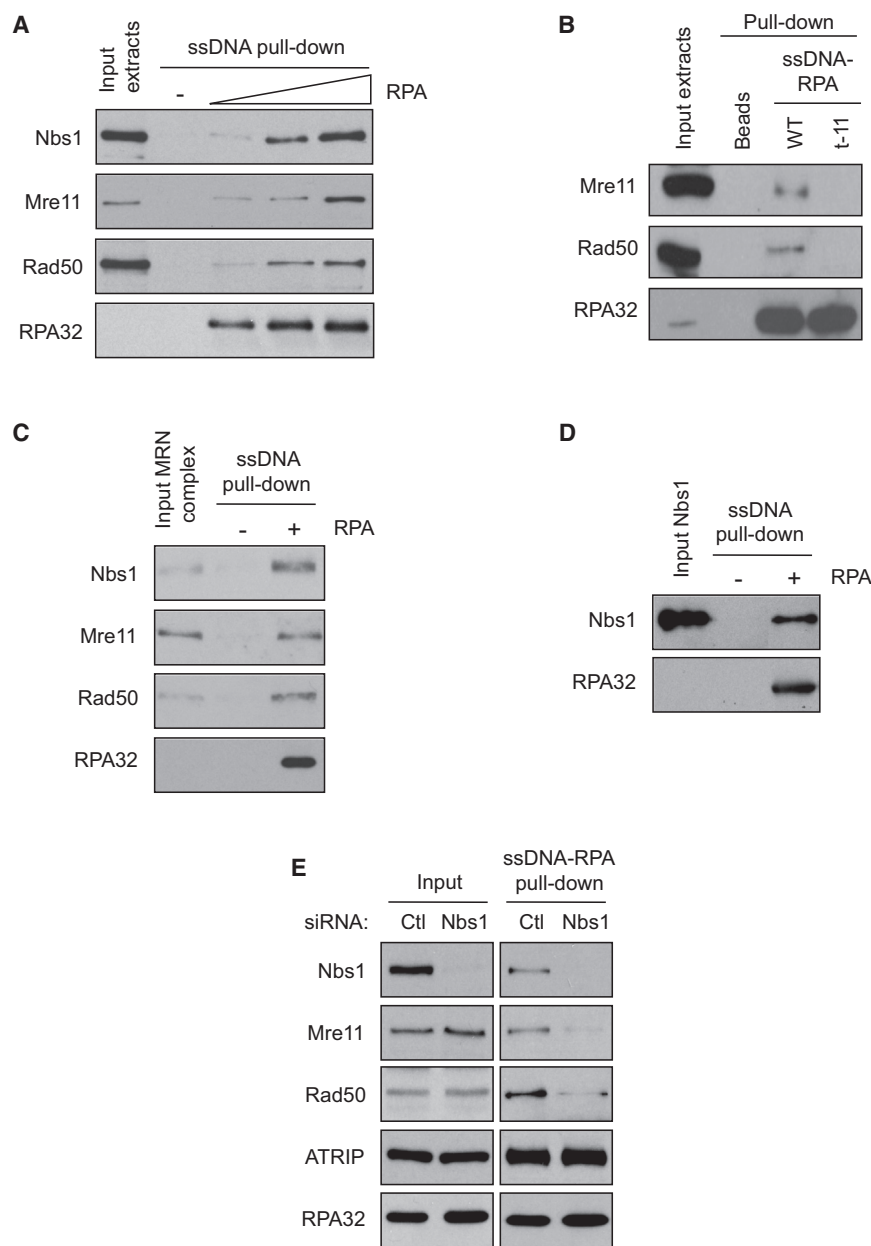 A
Input
extracts
ssDNA pull-down
-
RPA
Nbs1
Mre11
Rad50
RPA32
B
Input extracts
Pull-down
Beads
ssDNA-
RPA
WT
t-11
Mre11
Rad50
RPA32
C
Input MRN
complex
ssDNA
pull-down
- +
RPA
Nbs1
Mre11
Rad50
RPA32
D
Input Nbs1
ssDNA
pull-down
- +
RPA
Nbs1
RPA32
E
Input
ssDNA-RPA
pull-down
siRNA: Ctl Nbs1 Ctl Nbs1
Nbs1
Mre11
Rad50
ATRIP
RPA32